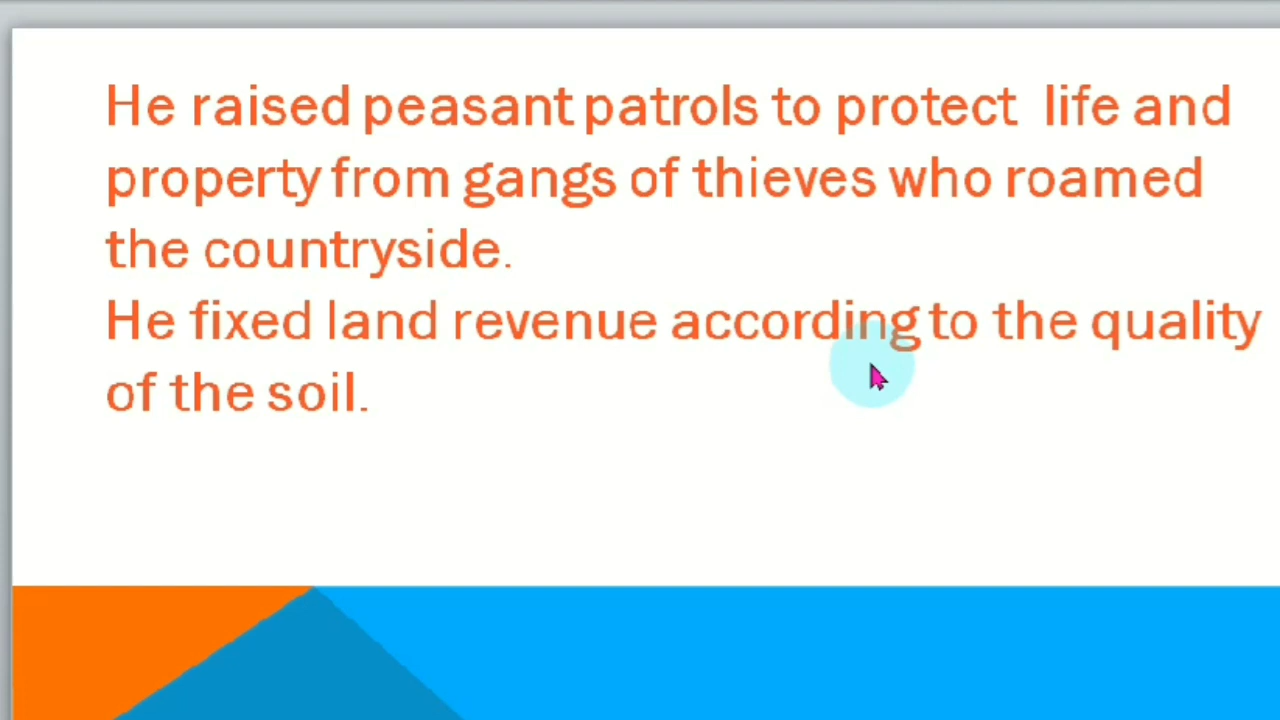 He raised peasant patrols to protect life and
property from gangs of thieves who roamed
the countryside.
He fixed land revenue according to the quality
of the soil.